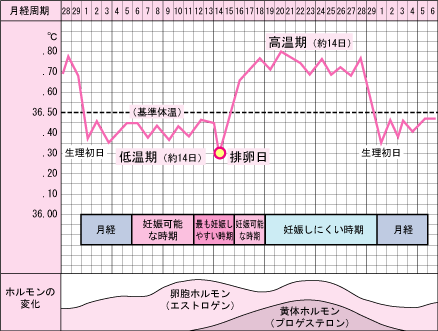 月経周期 28 29 1 2 3 4 5 6 7 8 9 10 11 12 13 14 15 16 17 18 19 20 21 22 23 24 25 26 27 28 29 1 2 3 4 5 6
℃
.80
.70
.60
36.50
.40
.30
.20
.10
36.00
高温期（約14日）
（基準体温）
生理初日
低温期（約14日）
排卵日
生理初日
月経
妊娠可能
な時期
最も妊娠し
やすい時期
妊娠可能
な時期
妊娠しにくい時期
月経
ホルモンの
変化
卵胞ホルモン
（エストロゲン）
黄体ホルモン
（プロゲステロン）